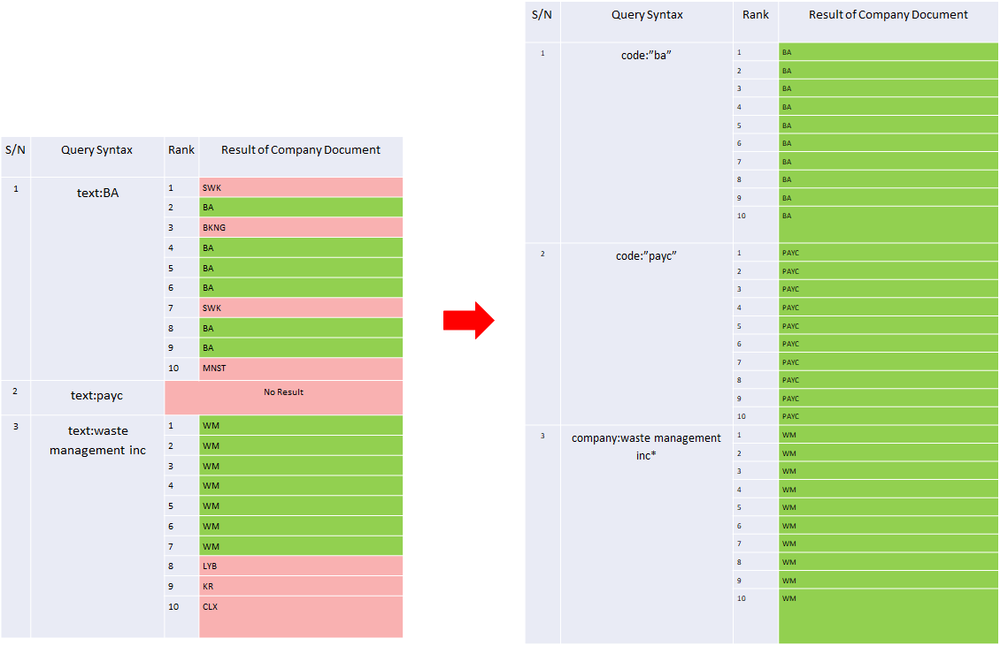 S/N Query Syntax Rank Result of Company Document
1 text:BA 1 SWK
2 BA
3 BKNG
4 BA
5 BA
6 BA
7 SWK
8 BA
9 BA
10 MNST
2 text:payc No Result
3 text:waste management inc 1 WM
2 WM
3 WM
4 WM
5 WM
6 WM
7 WM
8 LYB
9 KR
10 CLX
S/N Query Syntax Rank Result of Company Document
1 code:”ba” 1 BA
2 BA
3 BA
4 BA
5 BA
6 BA
7 BA
8 BA
9 BA
10 BA
2 code:”payc” 1 PAYC
2 PAYC
3 PAYC
4 PAYC
5 PAYC
6 PAYC
7 PAYC
8 PAYC
9 PAYC
10 PAYC
3 company:waste management inc* 1 WM
2 WM
3 WM
4 WM
5 WM
6 WM
7 WM
8 WM
9 WM
10 WM